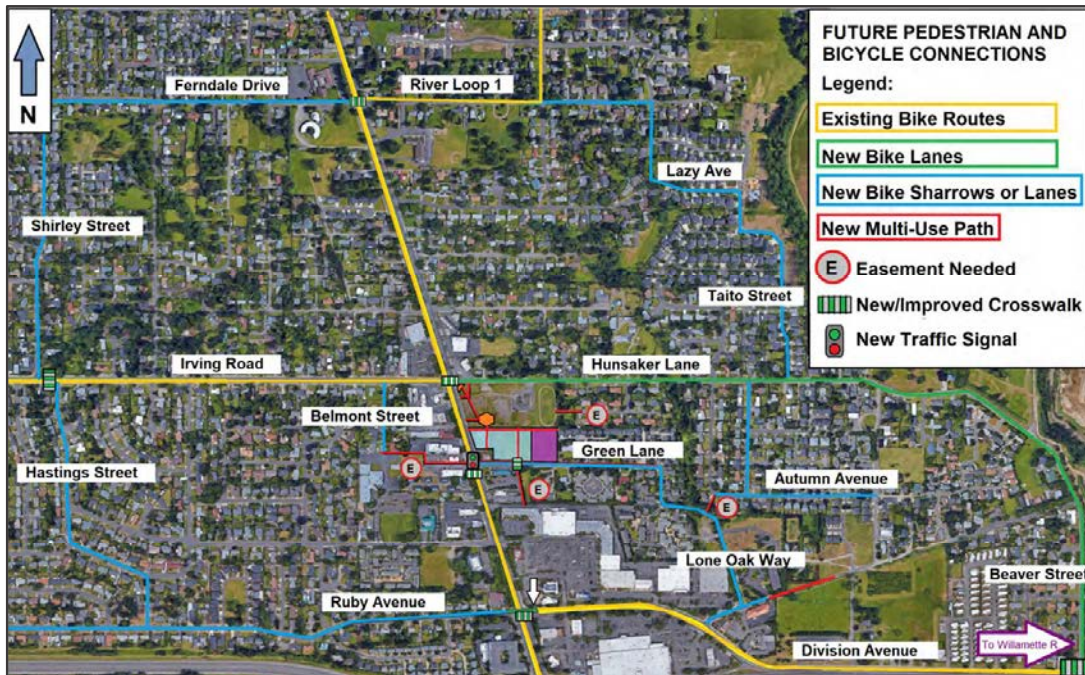 N
FUTURE PEDESTRIAN AND
BICYCLE CONNECTIONS
Legend:
Existing Bike Routes
New Bike Lanes
New Bike Sharrows or Lanes
New Multi-Use Path
E Easement Needed
New/Improved Crosswalk
New Traffic Signal
Ferndale Drive
River Loop 1
Lazy Ave
Shirley Street
Taito Street
Irving Road
Hunsaker Lane
Belmont Street
E
Green Lane
E
Hastings Street
E
Autumn Avenue
E
Lone Oak Way
Beaver Street
Ruby Avenue
Division Avenue
To Willamette R.